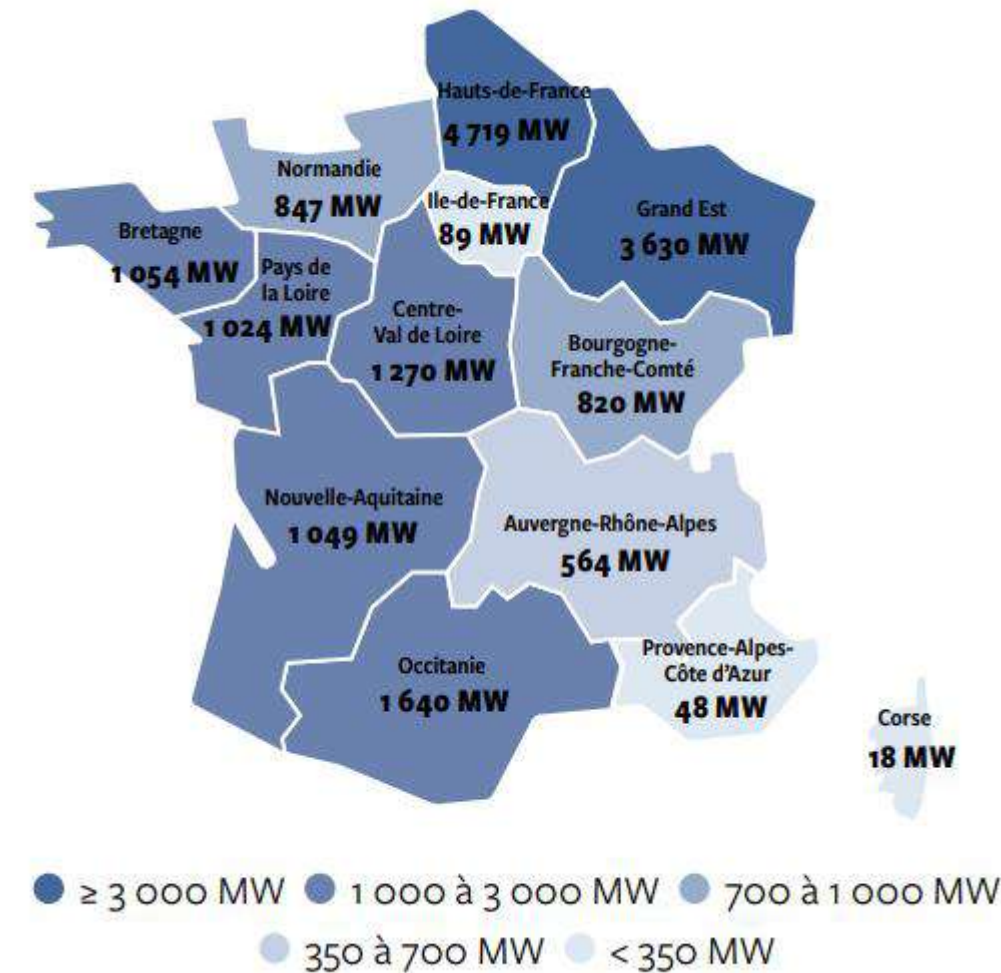 Hauts-de-France
4 719 MW
Normandie
847 MW
Ile-de-France
89 MW
Grand Est
3 630 MW
Bretagne
1 054 MW
Pays de
la Loire
1 024 MW
Centre-
Val de Loire
1 270 MW
Bourgogne-
Franche-Comté
820 MW
Nouvelle-Aquitaine
1 049 MW
Auvergne-Rhône-Alpes
564 MW
Occitanie
1 640 MW
Provence-Alpes-
Côte d'Azur
48 MW
Corse
18 MW
≥ 3 000 MW 1 000 à 3 000 MW 700 à 1 000 MW
350 à 700 MW < 350 MW